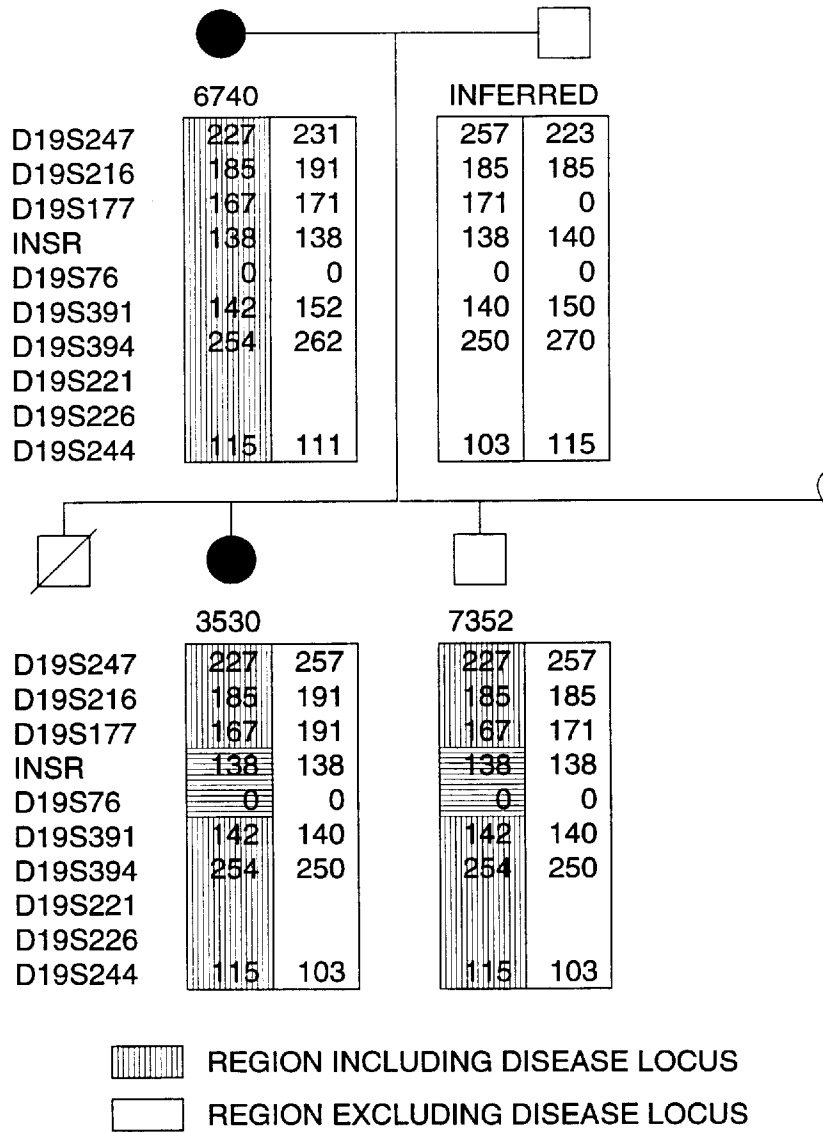 6740 INFERRED
D19S247 227 231 257 223
D19S216 185 191 185 185
D19S177 167 171 171 0
INSR 138 138 138 140
D19S76 0 0 0 0
D19S391 142 152 140 150
D19S394 254 262 250 270
D19S221
D19S226
D19S244 115 111 103 115
3530 7352
D19S247 227 257 227 257
D19S216 185 191 185 185
D19S177 167 191 167 171
INSR 138 138 138 138
D19S76 0 0 0 0
D19S391 142 140 142 140
D19S394 254 250 254 250
D19S221
D19S226
D19S244 115 103 115 103
REGION INCLUDING DISEASE LOCUS
REGION EXCLUDING DISEASE LOCUS